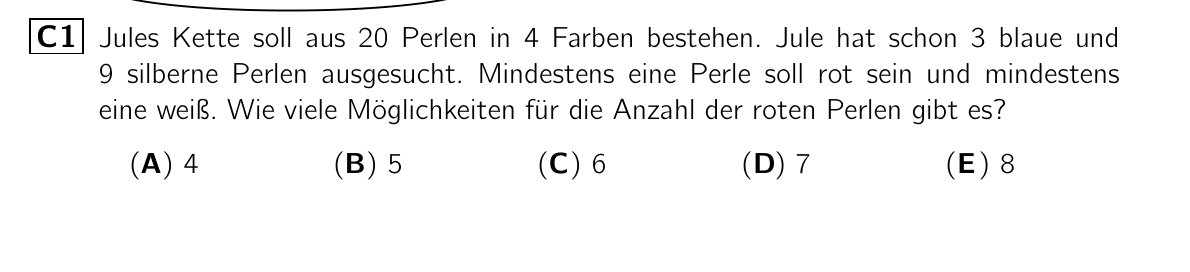 C1 Jules Kette soll aus 20 Perlen in 4 Farben bestehen. Jule hat schon 3 blaue und
9 silberne Perlen ausgesucht. Mindestens eine Perle soll rot sein und mindestens
eine weiß. Wie viele Möglichkeiten für die Anzahl der roten Perlen gibt es?
(A) 4 (B) 5 (C) 6 (D) 7 (E) 8